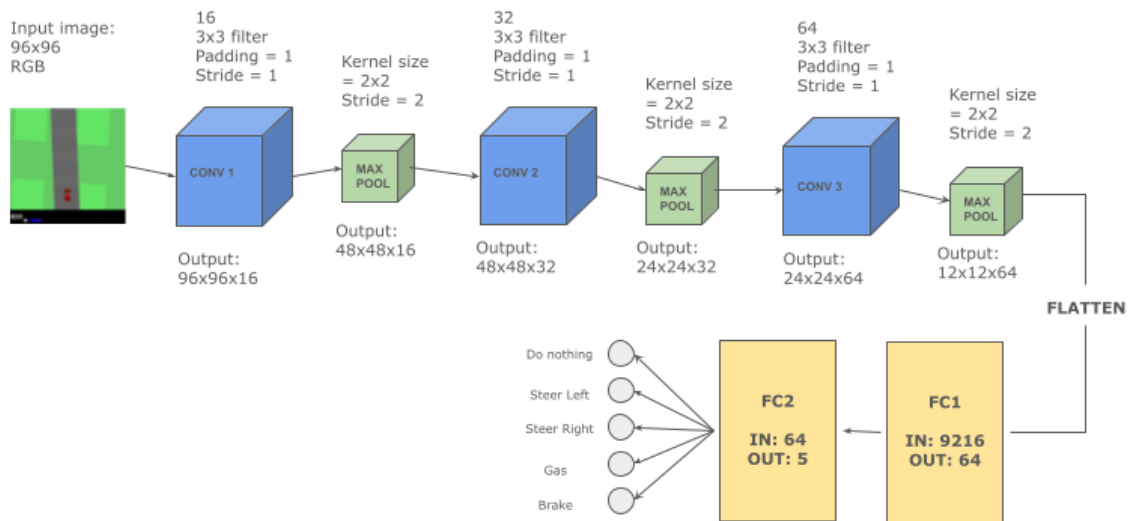 Input image:
96x96
RGB
16
3x3 filter
Padding = 1
Stride = 1
Kernel size
= 2x2
Stride = 2
32
3x3 filter
Padding = 1
Stride = 1
Kernel size
= 2x2
Stride = 2
64
3x3 filter
Padding = 1
Stride = 1
Kernel size
= 2x2
Stride = 2
CONV 1
MAX
POOL
CONV 2
MAX
POOL
CONV 3
MAX
POOL
Output:
96x96x16
Output:
48x48x16
Output:
48x48x32
Output:
24x24x32
Output:
24x24x64
Output:
12x12x64
FLATTEN
FC1
IN: 9216
OUT: 64
FC2
IN: 64
OUT: 5
Do nothing
Steer Left
Steer Right
Gas
Brake